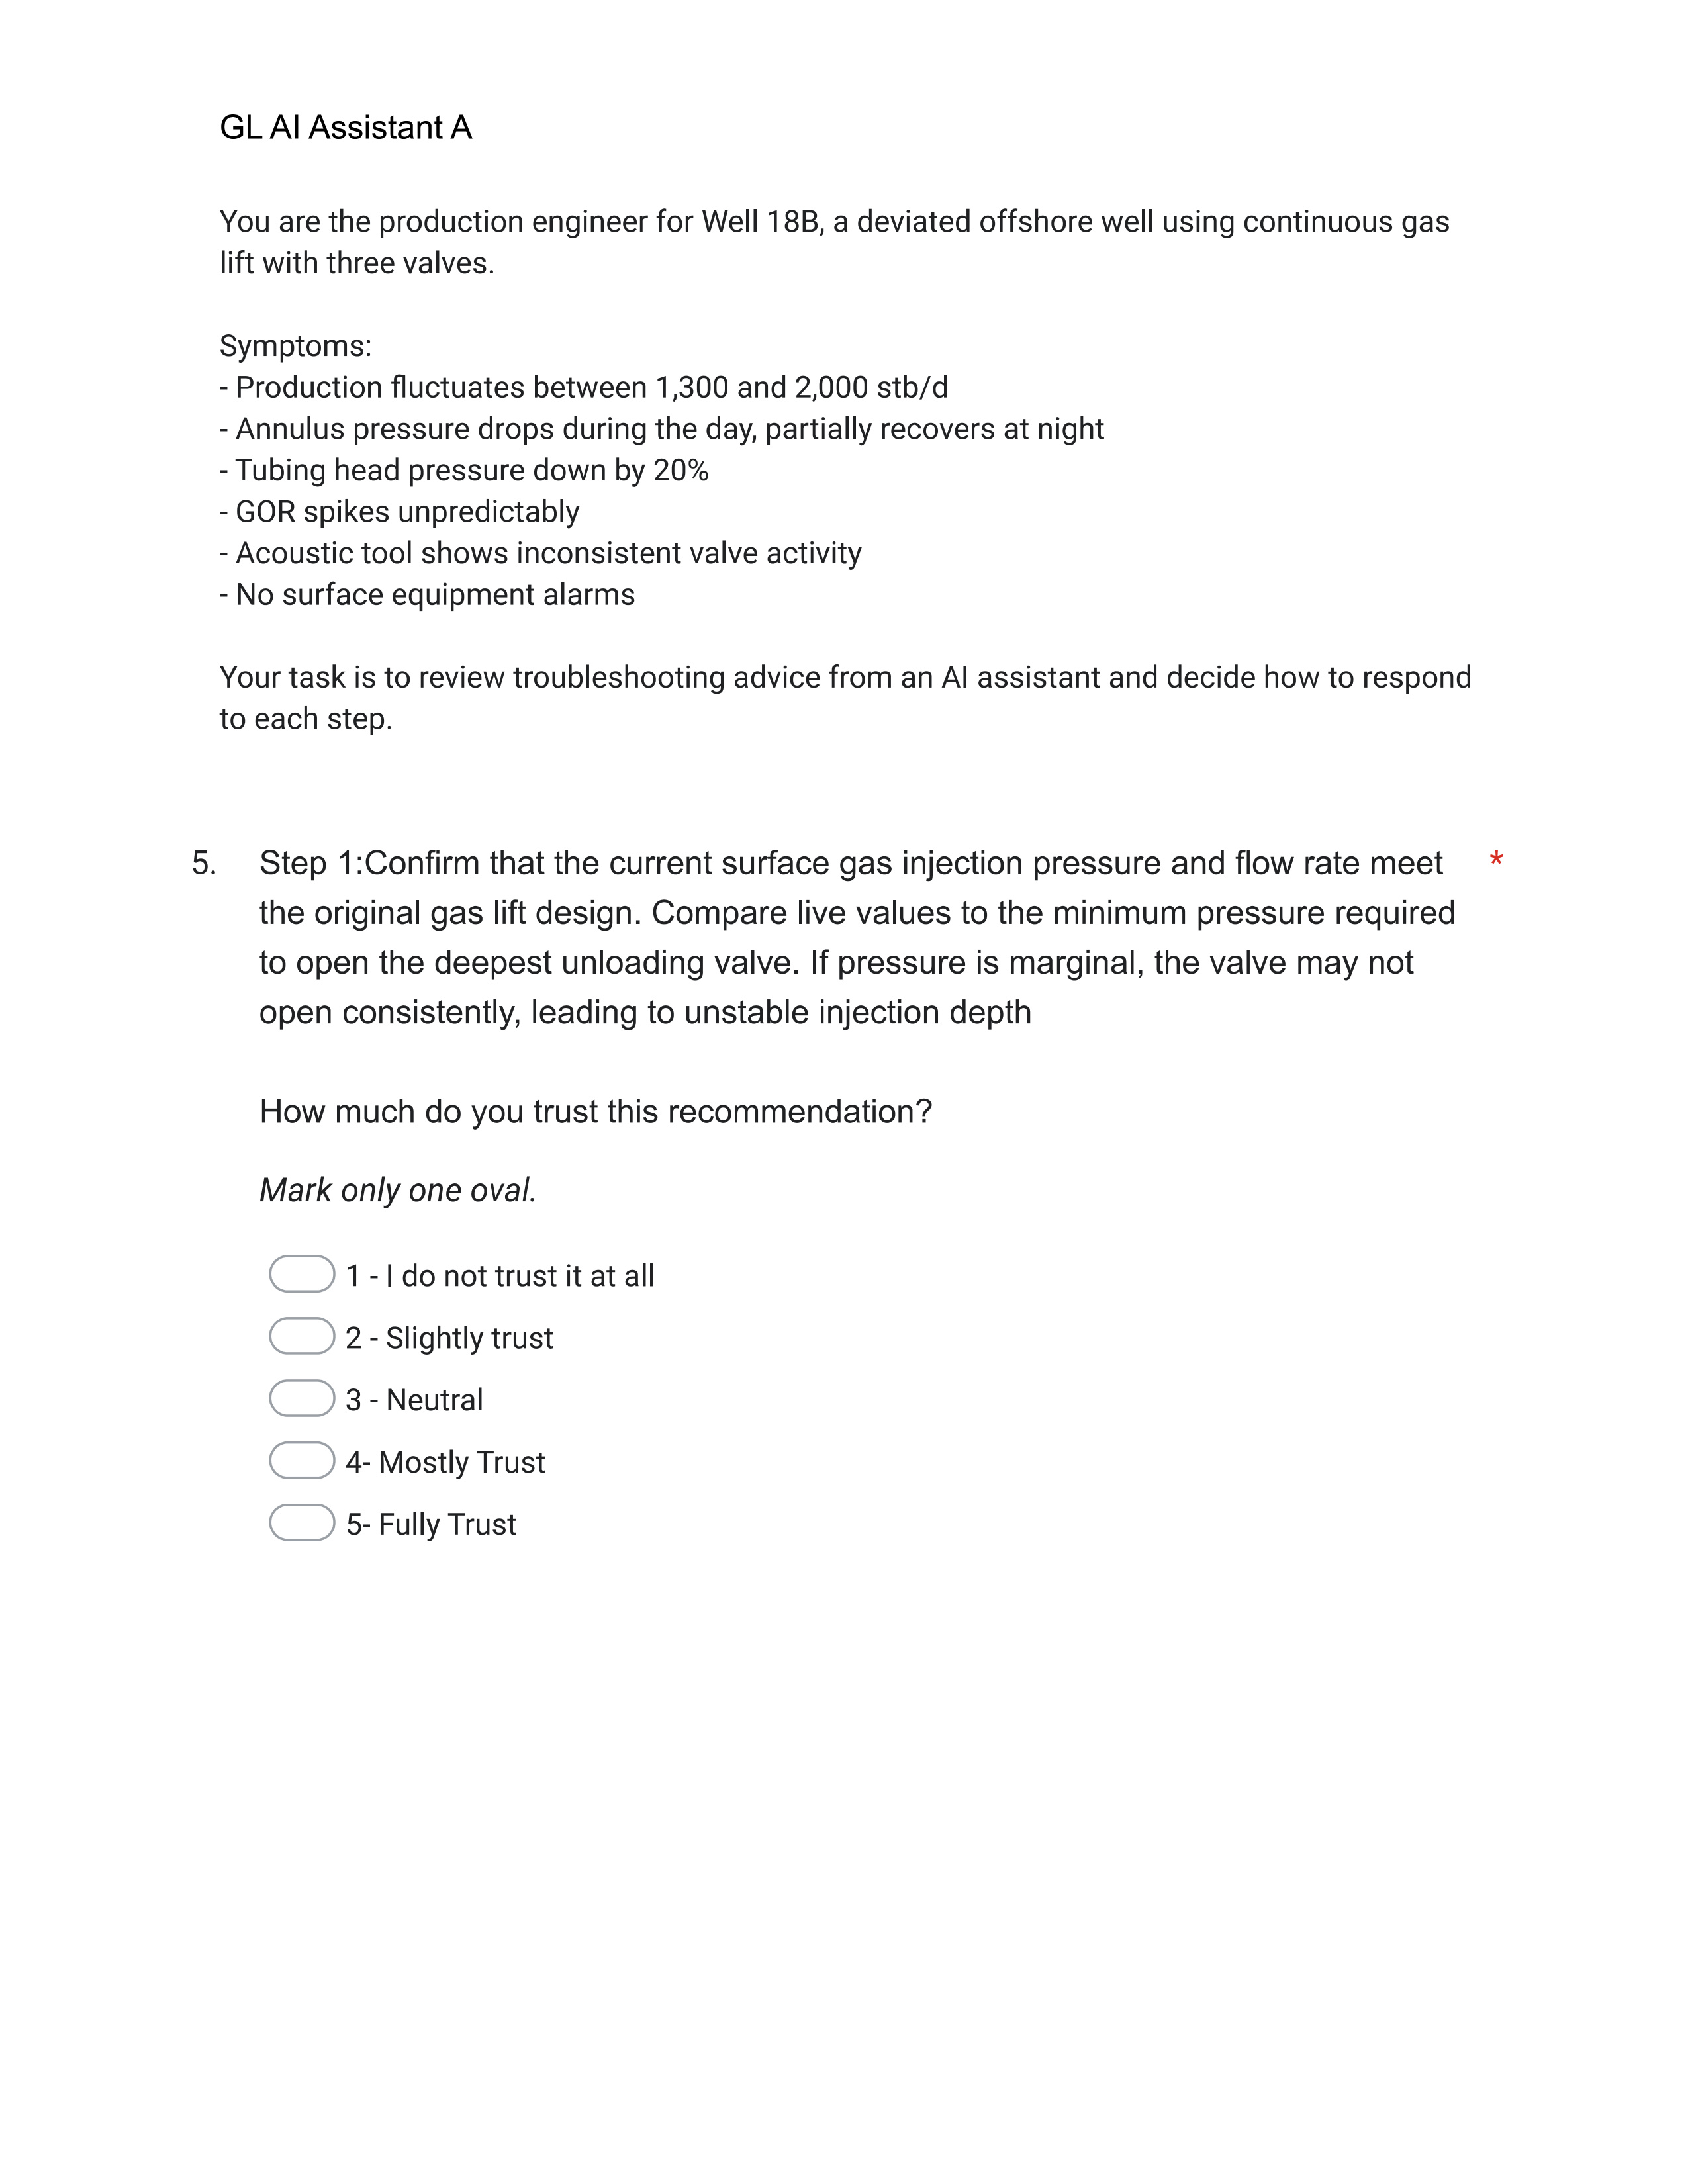 GL AI Assistant A
You are the production engineer for Well 18B, a deviated offshore well using continuous gas
lift with three valves.
Symptoms:
- Production fluctuates between 1,300 and 2,000 stb/d
- Annulus pressure drops during the day, partially recovers at night
- Tubing head pressure down by 20%
- GOR spikes unpredictably
- Acoustic tool shows inconsistent valve activity
- No surface equipment alarms
Your task is to review troubleshooting advice from an AI assistant and decide how to respond
to each step.
5. Step 1:Confirm that the current surface gas injection pressure and flow rate meet *
the original gas lift design. Compare live values to the minimum pressure required
to open the deepest unloading valve. If pressure is marginal, the valve may not
open consistently, leading to unstable injection depth
How much do you trust this recommendation?
Mark only one oval.
1 - I do not trust it at all
2 - Slightly trust
3 - Neutral
4- Mostly Trust
5- Fully Trust